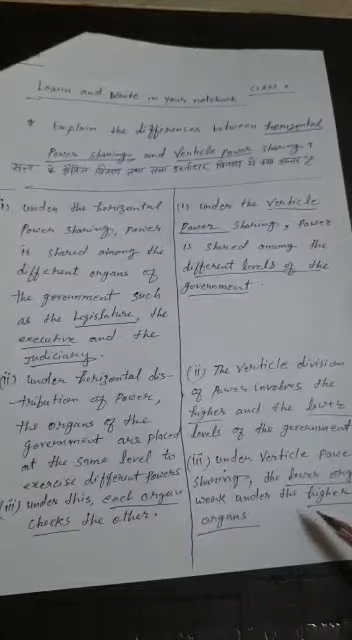 Learn and Write in your notebook CLASS X
* Explain the differences between horizontal
Power sharing and Verticle power sharing?
सत्ता के क्षैतिज वितरण तथा सत्ता उर्ध्वाधर वितरण में क्या अन्तर है
(i) under the horizontal
Power sharing, power
is shared among the
different organs of
the government such
as the Legislature, the
executive and the
Judiciary.
(ii) under horizontal dis-
-tribution of power,
the organs of the
government are placed
at the same level to
exercise different powers
(iii) under this, each organ
checks the other.
(i) under the verticle
Power sharing, Power
is shared among the
different levels of the
government.
(ii) The verticle division
of power involves the
higher and the lower
levels of the government
(iii) under verticle Powe
sharing, the lower org
work under the higher
organs